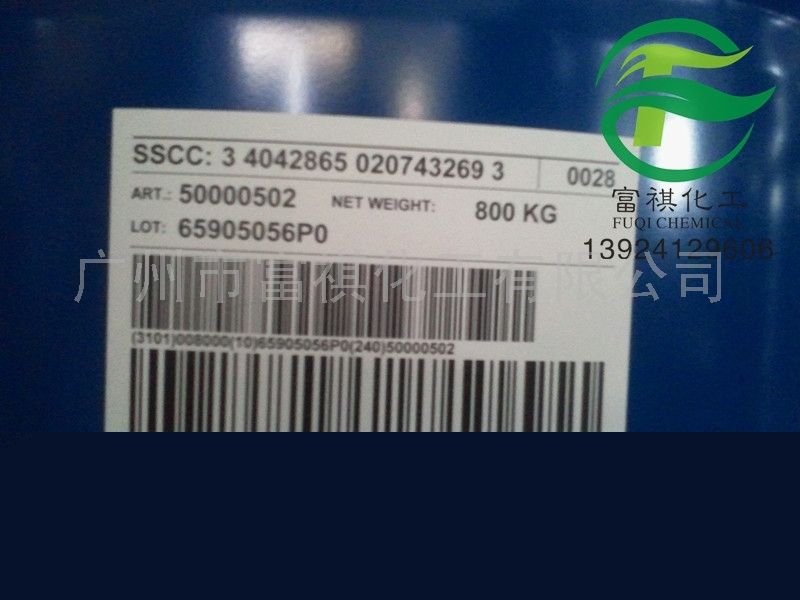 SSCC: 3 4042865 020743269 3 0028
ART.: 50000502 NET WEIGHT: 800 KG
LOT: 65905056P0
(3101)008000(10)65905056P0(240)50000502
富祺化工
FUQI CHEMICAL
13924129606
广州市富祺化工有限公司